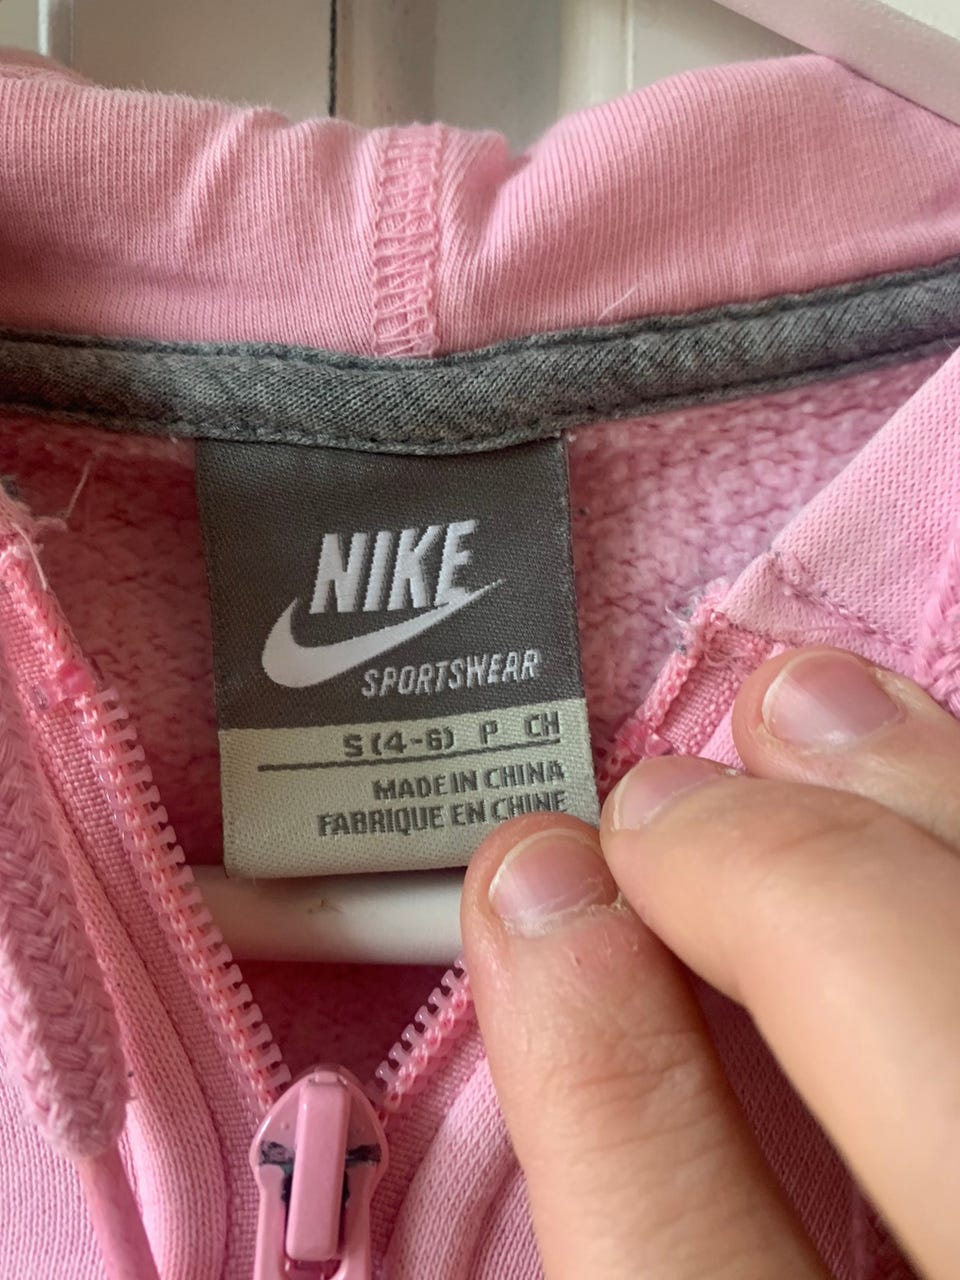 NIKE
SPORTSWEAR
S (4-6) P CH
MADE IN CHINA
FABRIQUE EN CHINE